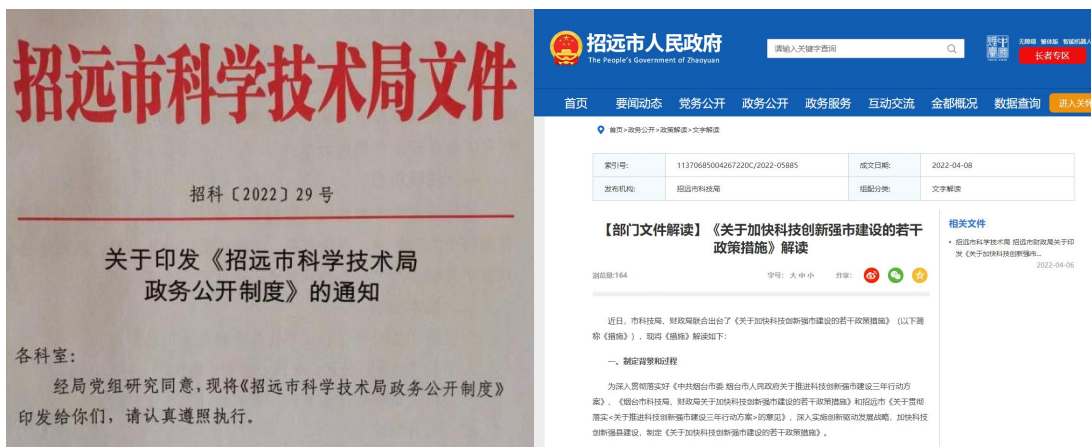 招远市科学技术局文件
招科〔2022〕29号
关于印发《招远市科学技术局
政务公开制度》的通知
各科室:
经局党组研究同意,现将《招远市科学技术局政务公开制度》
印发给你们,请认真遵照执行。
招远市人民政府
The People's Government of Zhaoyuan
请输入关键字查询
无障碍 繁体版 智能机器人
长者专区
首页 要闻动态 党务公开 政务公开 政务服务 互动交流 金都概况 数据查询 进入关怀
首页>政务公开>政策解读>文字解读
索引号: 11370685004267220C/2022-05885 成文日期: 2022-04-08
发布机构: 招远市科技局 组配分类: 文字解读
【部门文件解读】《关于加快科技创新强市建设的若干
政策措施》解读
浏览量:164 字号: 大 中 小 分享:
近日,市科技局、财政局联合出台了《关于加快科技创新强市建设的若干政策措施》(以下简
称《措施》),现将《措施》解读如下:
一、制定背景和过程
为深入贯彻落实好《中共烟台市委 烟台市人民政府关于推进科技创新强市建设三年行动方
案》、《烟台市科技局、财政局关于加快科技创新强市建设的若干政策措施》和招远市《关于贯彻
落实<关于推进科技创新强市建设三年行动方案>的意见》,深入实施创新驱动发展战略,加快科技
创新强县建设,制定《关于加快科技创新强市建设的若干政策措施》。
相关文件
招远市科学技术局 招远市财政局关于印
发《关于加快科技创新强市...
2022-04-06